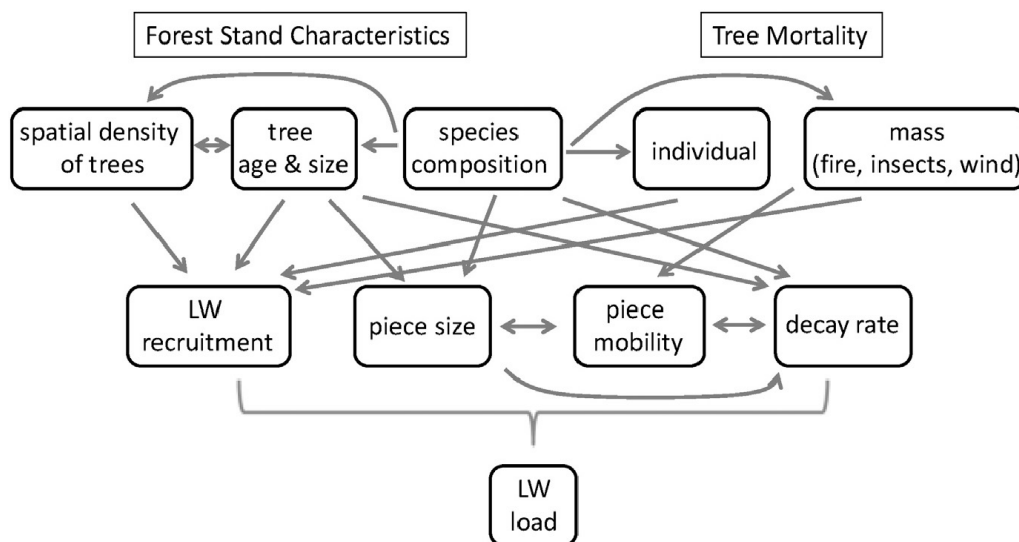 Forest Stand Characteristics
Tree Mortality
spatial density
of trees
tree
age & size
species
composition
individual
mass
(fire, insects, wind)
LW
recruitment
piece size
piece
mobility
decay rate
LW
load